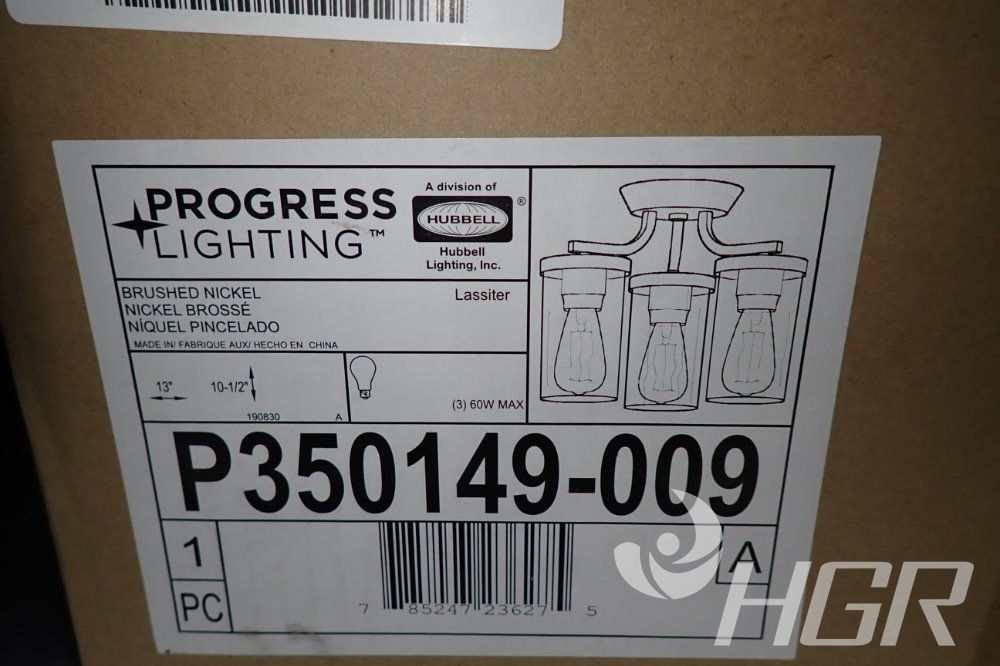 PROGRESS
LIGHTING™
A division of
HUBBELL®
Hubbell
Lighting, Inc.
BRUSHED NICKEL
Lassiter
NICKEL BROSSÉ
NÍQUEL PINCELADO
MADE IN/ FABRIQUE AUX/ HECHO EN CHINA
13"
10-1/2"
190830
A
(3) 60W MAX
P350149-009
1
PC
7 85247 23627 5
A
HGR